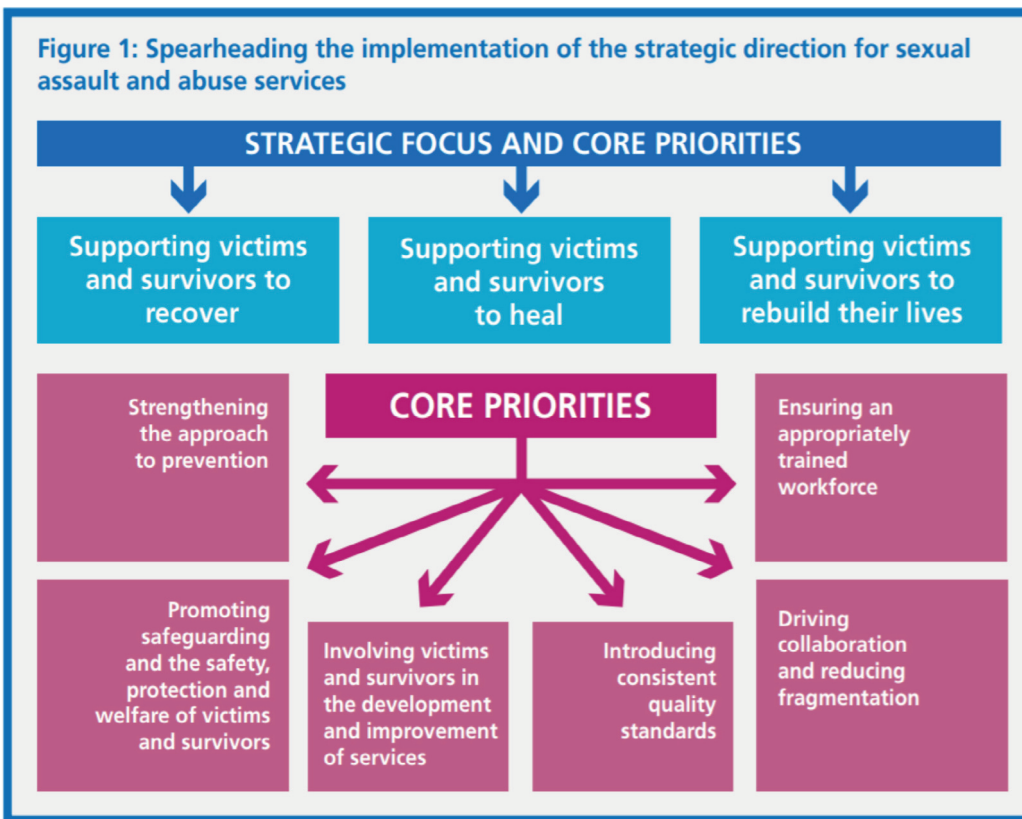 Figure 1: Spearheading the implementation of the strategic direction for sexual
assault and abuse services
STRATEGIC FOCUS AND CORE PRIORITIES
Supporting victims
and survivors to
recover
Supporting victims
and survivors
to heal
Supporting victims
and survivors to
rebuild their lives
CORE PRIORITIES
Strengthening
the approach
to prevention
Promoting
safeguarding
and the safety,
protection and
welfare of victims
and survivors
Involving victims
and survivors in
the development
and improvement
of services
Introducing
consistent
quality
standards
Driving
collaboration
and reducing
fragmentation
Ensuring an
appropriately
trained
workforce